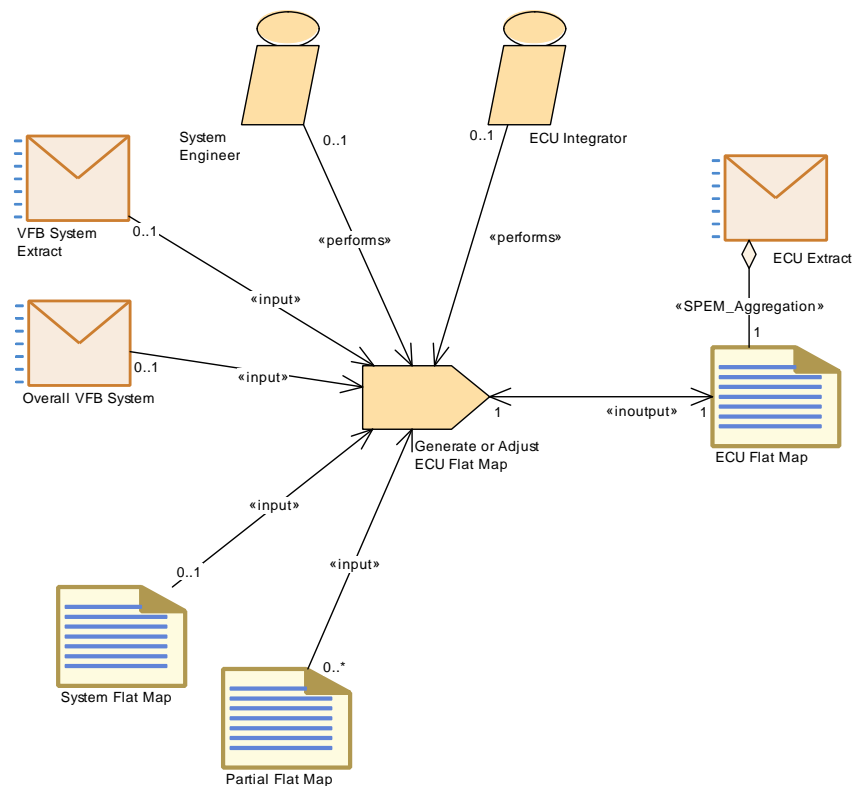 System
Engineer
0..1
0..1
ECU Integrator
VFB System
Extract
0..1
«performs»
«performs»
ECU Extract
«input»
«SPEM_Aggregation»
1
Overall VFB System
0..1
«input»
1
«inoutput»
1
Generate or Adjust
ECU Flat Map
ECU Flat Map
«input»
0..1
«input»
System Flat Map
0..*
Partial Flat Map